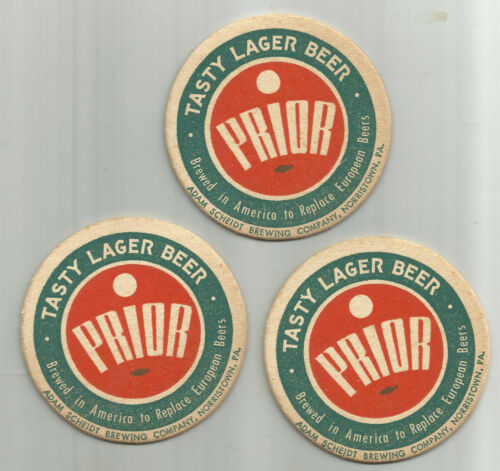 TASTY LAGER BEER
PRIOR
Brewed in America to Replace European Beers
ADAM SCHEIDT BREWING COMPANY, NORRISTOWN, PA.
TASTY LAGER BEER
PRIOR
Brewed in America to Replace European Beers
ADAM SCHEIDT BREWING COMPANY, NORRISTOWN, PA.
TASTY LAGER BEER
PRIOR
Brewed in America to Replace European Beers
ADAM SCHEIDT BREWING COMPANY, NORRISTOWN, PA.